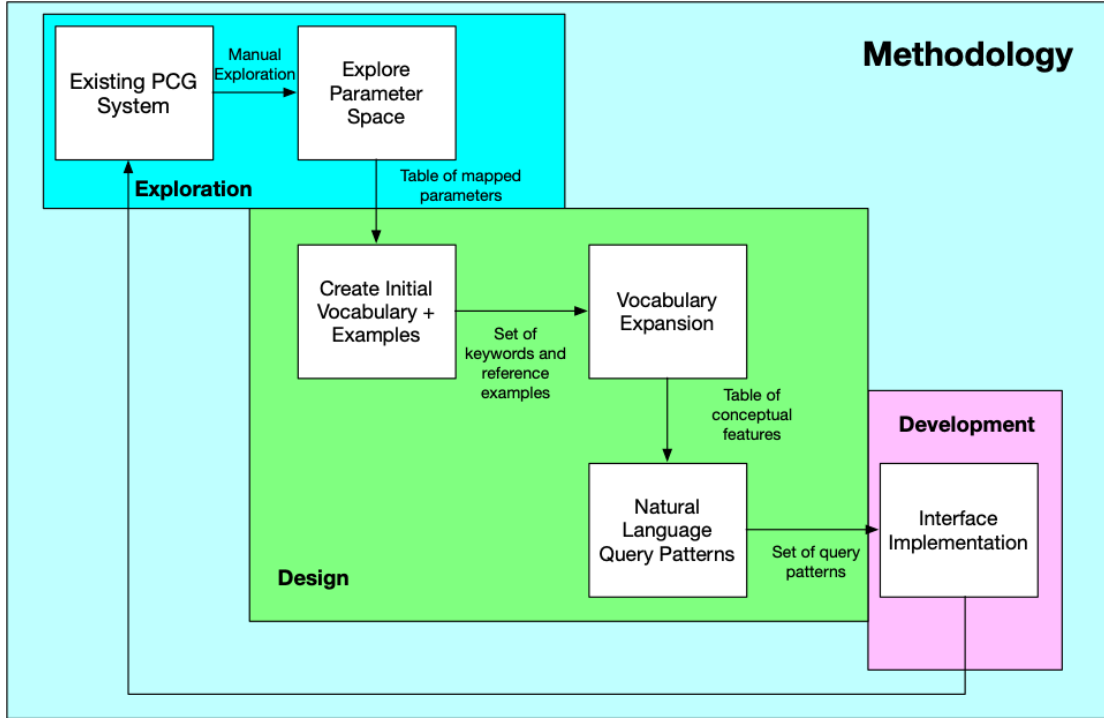 Methodology
Existing PCG
System
Manual
Exploration
Explore
Parameter
Space
Exploration
Table of mapped
parameters
Create Initial
Vocabulary +
Examples
Set of
keywords and
reference
examples
Vocabulary
Expansion
Table of
conceptual
features
Natural
Language
Query Patterns
Set of query
patterns
Design
Development
Interface
Implementation